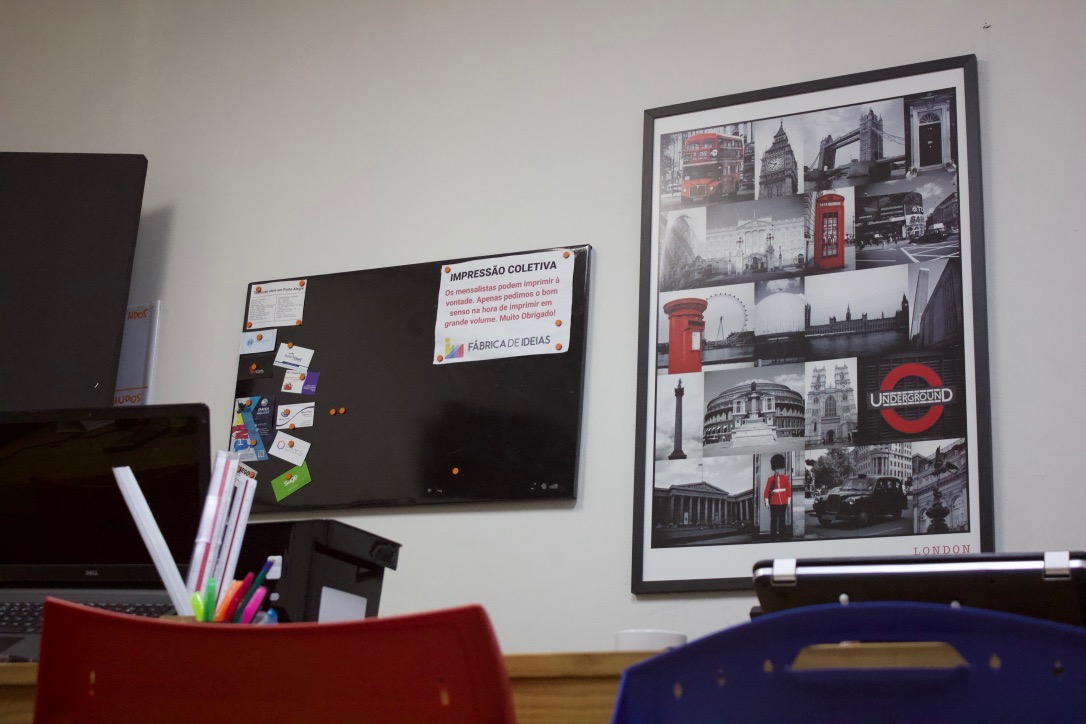 IMPRESSÃO COLETIVA
Os mensalistas podem imprimir à
vontade. Apenas pedimos o bom
senso na hora de imprimir em
grande volume. Muito Obrigado!
FÁBRICA DE IDEIAS
UNDERGROUND
LONDON
DELL